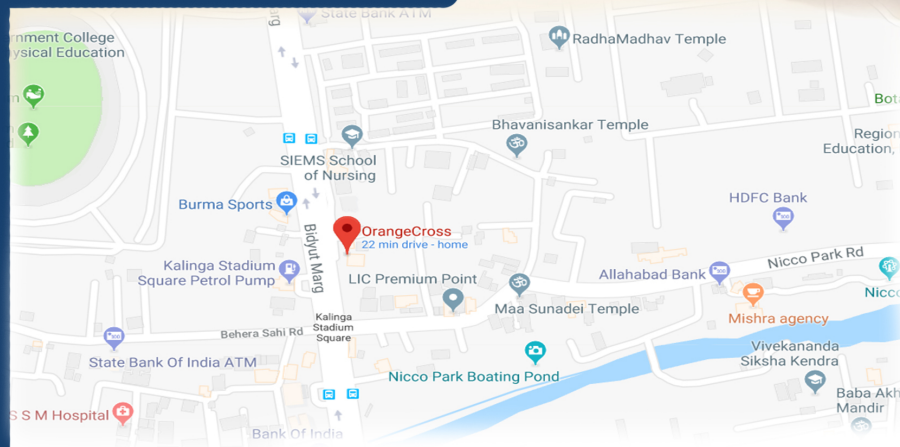 State Bank ATM
rnment College
ysical Education
RadhaMadhav Temple
Bhavanisankar Temple
Bot
Region
Education,
SIEMS School
of Nursing
Burma Sports
HDFC Bank
OrangeCross
22 min drive - home
Bidyut Marg
Kalinga Stadium
Square Petrol Pump
LIC Premium Point
Allahabad Bank
Nicco Park Rd
Nicco
Maa Sunadei Temple
Mishra agency
Kalinga
Stadium
Square
Behera Sahi Rd
State Bank Of India ATM
Nicco Park Boating Pond
Vivekananda
Siksha Kendra
Baba Akh
Mandir
S S M Hospital
Bank Of India